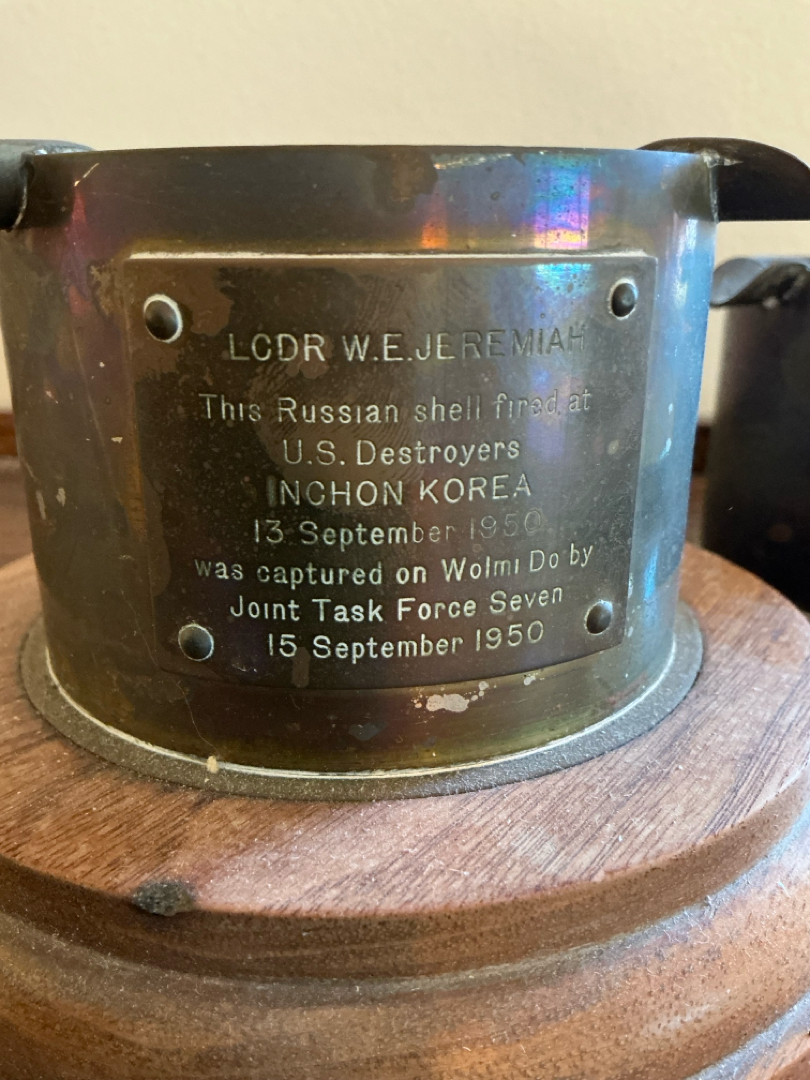 LCDR W.E.JEREMIAH
This Russian shell fired at
U.S. Destroyers
INCHON KOREA
13 September 1950
was captured on Wolmi Do by
Joint Task Force Seven
15 September 1950